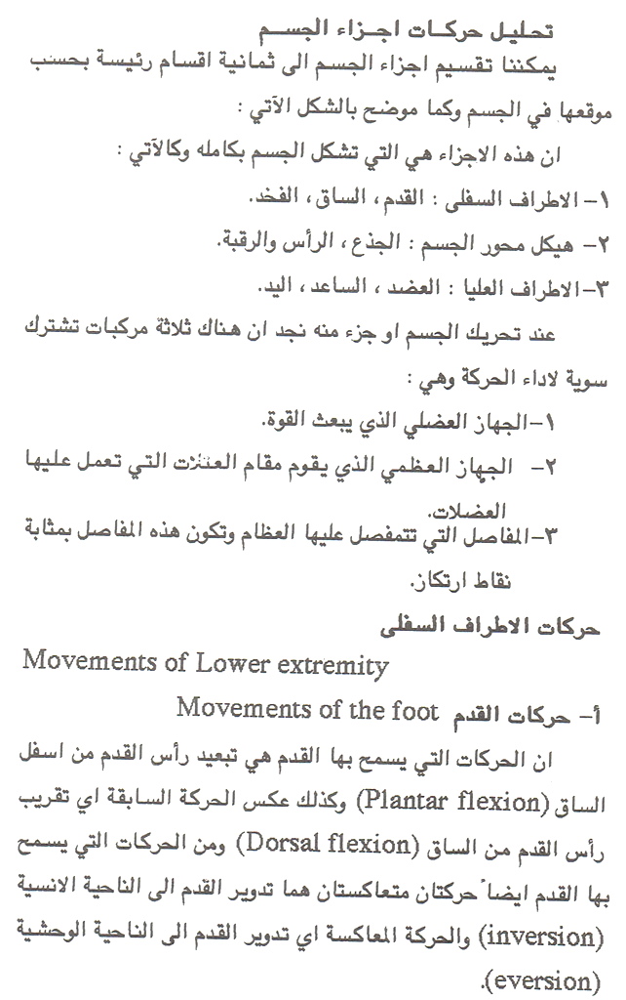 تحليل حركات اجزاء الجسم
يمكننا تقسيم اجزاء الجسم الى ثمانية اقسام رئيسة بحسب
موقعها في الجسم وكما موضح بالشكل الآتي :
ان هذه الاجزاء هي التي تشكل الجسم بكامله وكالآتي :
١- الاطراف السفلى : القدم ، الساق ، الفخد.
٢- هيكل محور الجسم : الجذع ، الرأس والرقبة.
٣-الاطراف العليا : العضد ، الساعد ، اليد.
عند تحريك الجسم او جزء منه نجد ان هناك ثلاثة مركبات تشترك
سوية لاداء الحركة وهي :
١-الجهاز العضلي الذي يبعث القوة.
٢- الجهاز العظمي الذي يقوم مقام العتلات التي تعمل عليها
العضلات.
٣-المفاصل التي تتمفصل عليها العظام وتكون هذه المفاصل بمثابة
نقاط ارتكاز.
حركات الاطراف السفلى
Movements of Lower extremity
أ- حركات القدم Movements of the foot
ان الحركات التي يسمح بها القدم هي تبعيد رأس القدم من اسفل
الساق (Plantar flexion) وكذلك عكس الحركة السابقة اي تقريب
رأس القدم من الساق (Dorsal flexion) ومن الحركات التي يسمح
بها القدم ايضاً حركتان متعاكستان هما تدوير القدم الى الناحية الانسية
(inversion) والحركة المعاكسة اي تدوير القدم الى الناحية الوحشية
(eversion).